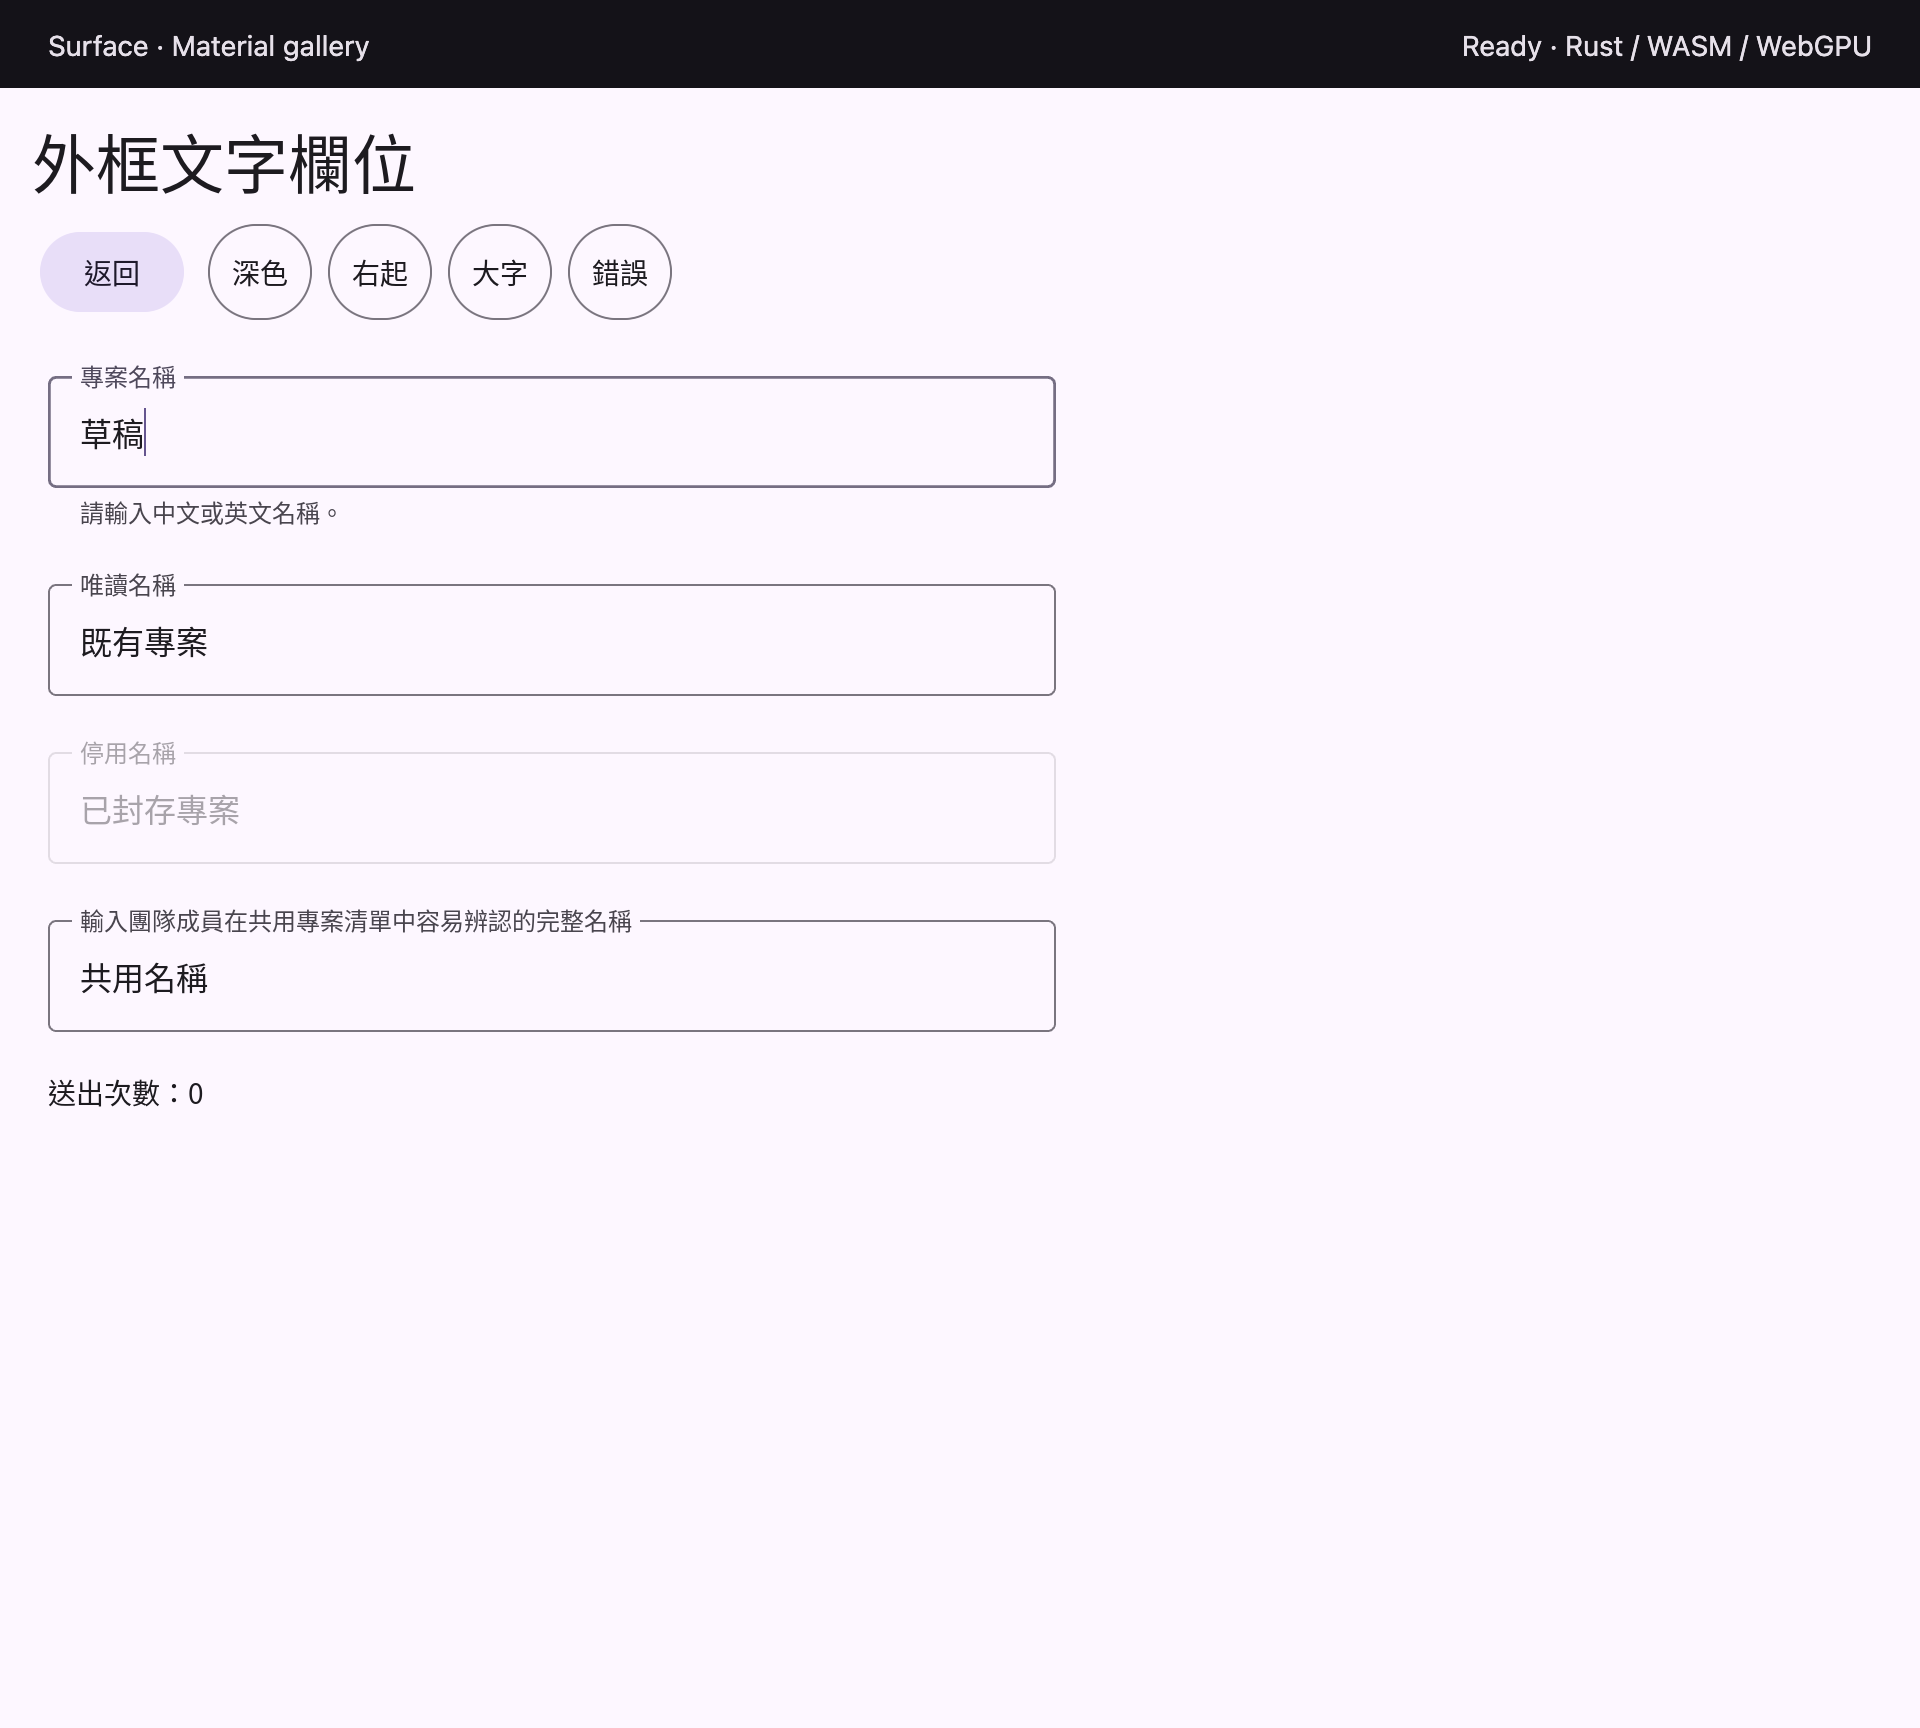 Surface · Material gallery
Ready · Rust / WASM / WebGPU
外框文字欄位
返回
深色
右起
大字
錯誤
專案名稱
草稿
請輸入中文或英文名稱。
唯讀名稱
既有專案
停用名稱
已封存專案
輸入團隊成員在共用專案清單中容易辨認的完整名稱
共用名稱
送出次數：0